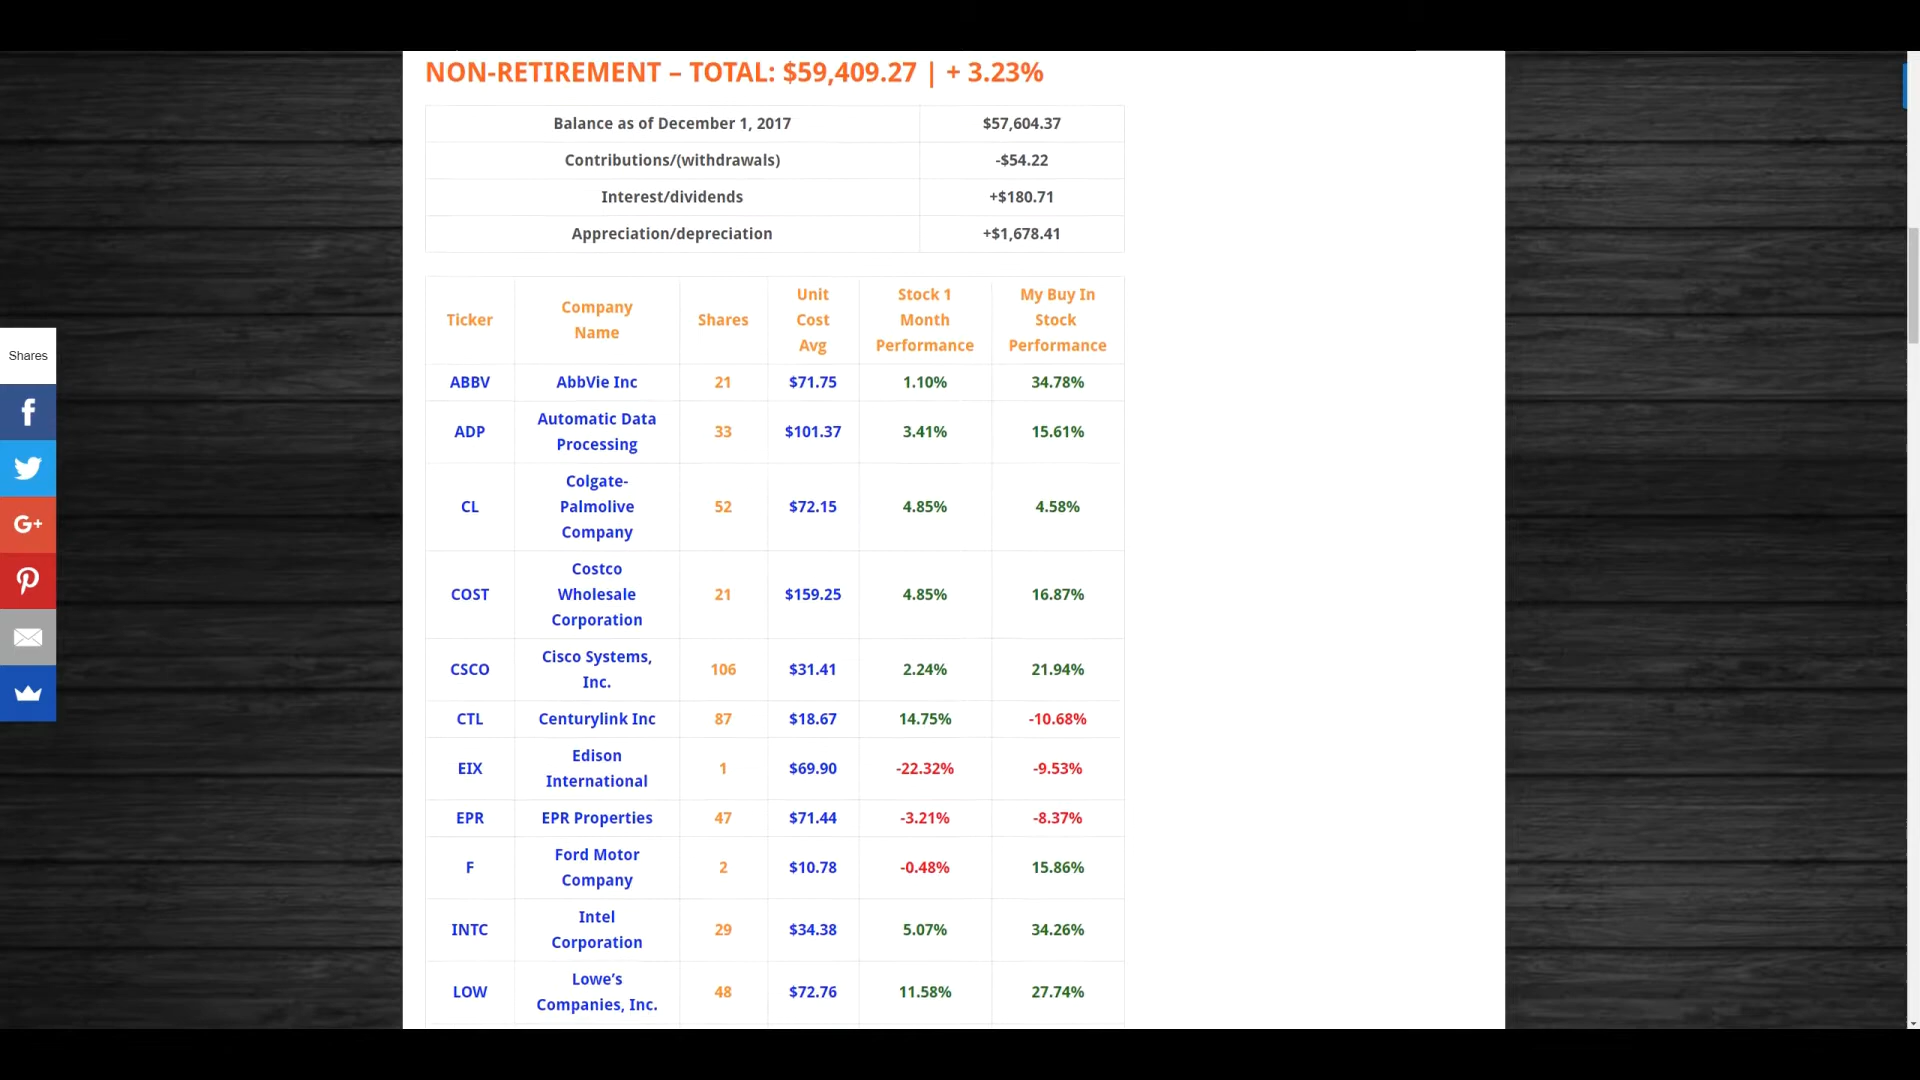 NON-RETIREMENT – TOTAL: $59,409.27 | + 3.23%
Balance as of December 1, 2017 $57,604.37
Contributions/(withdrawals) -$54.22
Interest/dividends +$180.71
Appreciation/depreciation +$1,678.41
Ticker
Company
Name
Shares
Unit
Cost
Avg
Stock 1
Month
Performance
My Buy In
Stock
Performance
ABBV AbbVie Inc 21 $71.75 1.10% 34.78%
ADP
Automatic Data
Processing
33 $101.37 3.41% 15.61%
CL
Colgate-
Palmolive
Company
52 $72.15 4.85% 4.58%
COST
Costco
Wholesale
Corporation
21 $159.25 4.85% 16.87%
CSCO
Cisco Systems,
Inc.
106 $31.41 2.24% 21.94%
CTL Centurylink Inc 87 $18.67 14.75% -10.68%
EIX
Edison
International
1 $69.90 -22.32% -9.53%
EPR EPR Properties 47 $71.44 -3.21% -8.37%
F
Ford Motor
Company
2 $10.78 -0.48% 15.86%
INTC
Intel
Corporation
29 $34.38 5.07% 34.26%
LOW
Lowe’s
Companies, Inc.
48 $72.76 11.58% 27.74%
Shares
f
G+